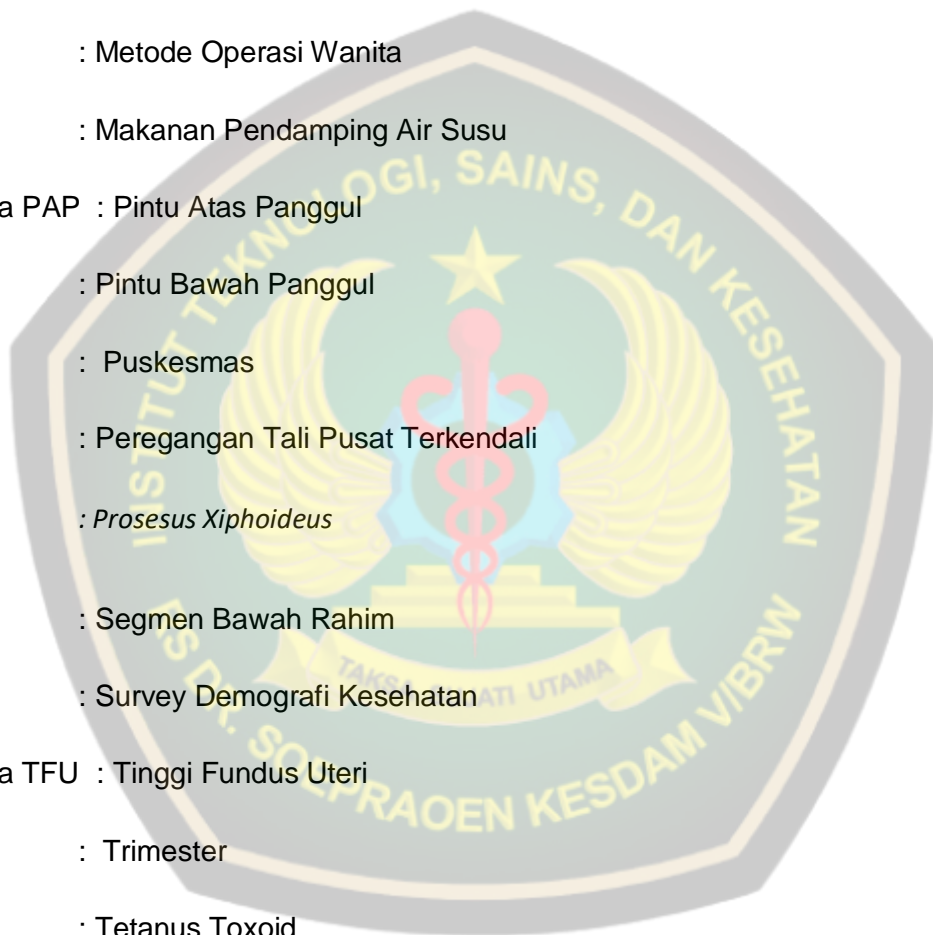 : Metode Operasi Wanita
: Makanan Pendamping Air Susu
a PAP : Pintu Atas Panggul
: Pintu Bawah Panggul
: Puskesmas
: Peregangan Tali Pusat Terkendali
: Prosesus Xiphoideus
: Segmen Bawah Rahim
: Survey Demografi Kesehatan
a TFU : Tinggi Fundus Uteri
: Trimester
: Tetanus Toxoid
INSTITUT TEKNOLOGI, SAINS, DAN KESEHATAN
RS DR. SOEPRAOEN KESDAM V/BRW
TAKSA UTAMA